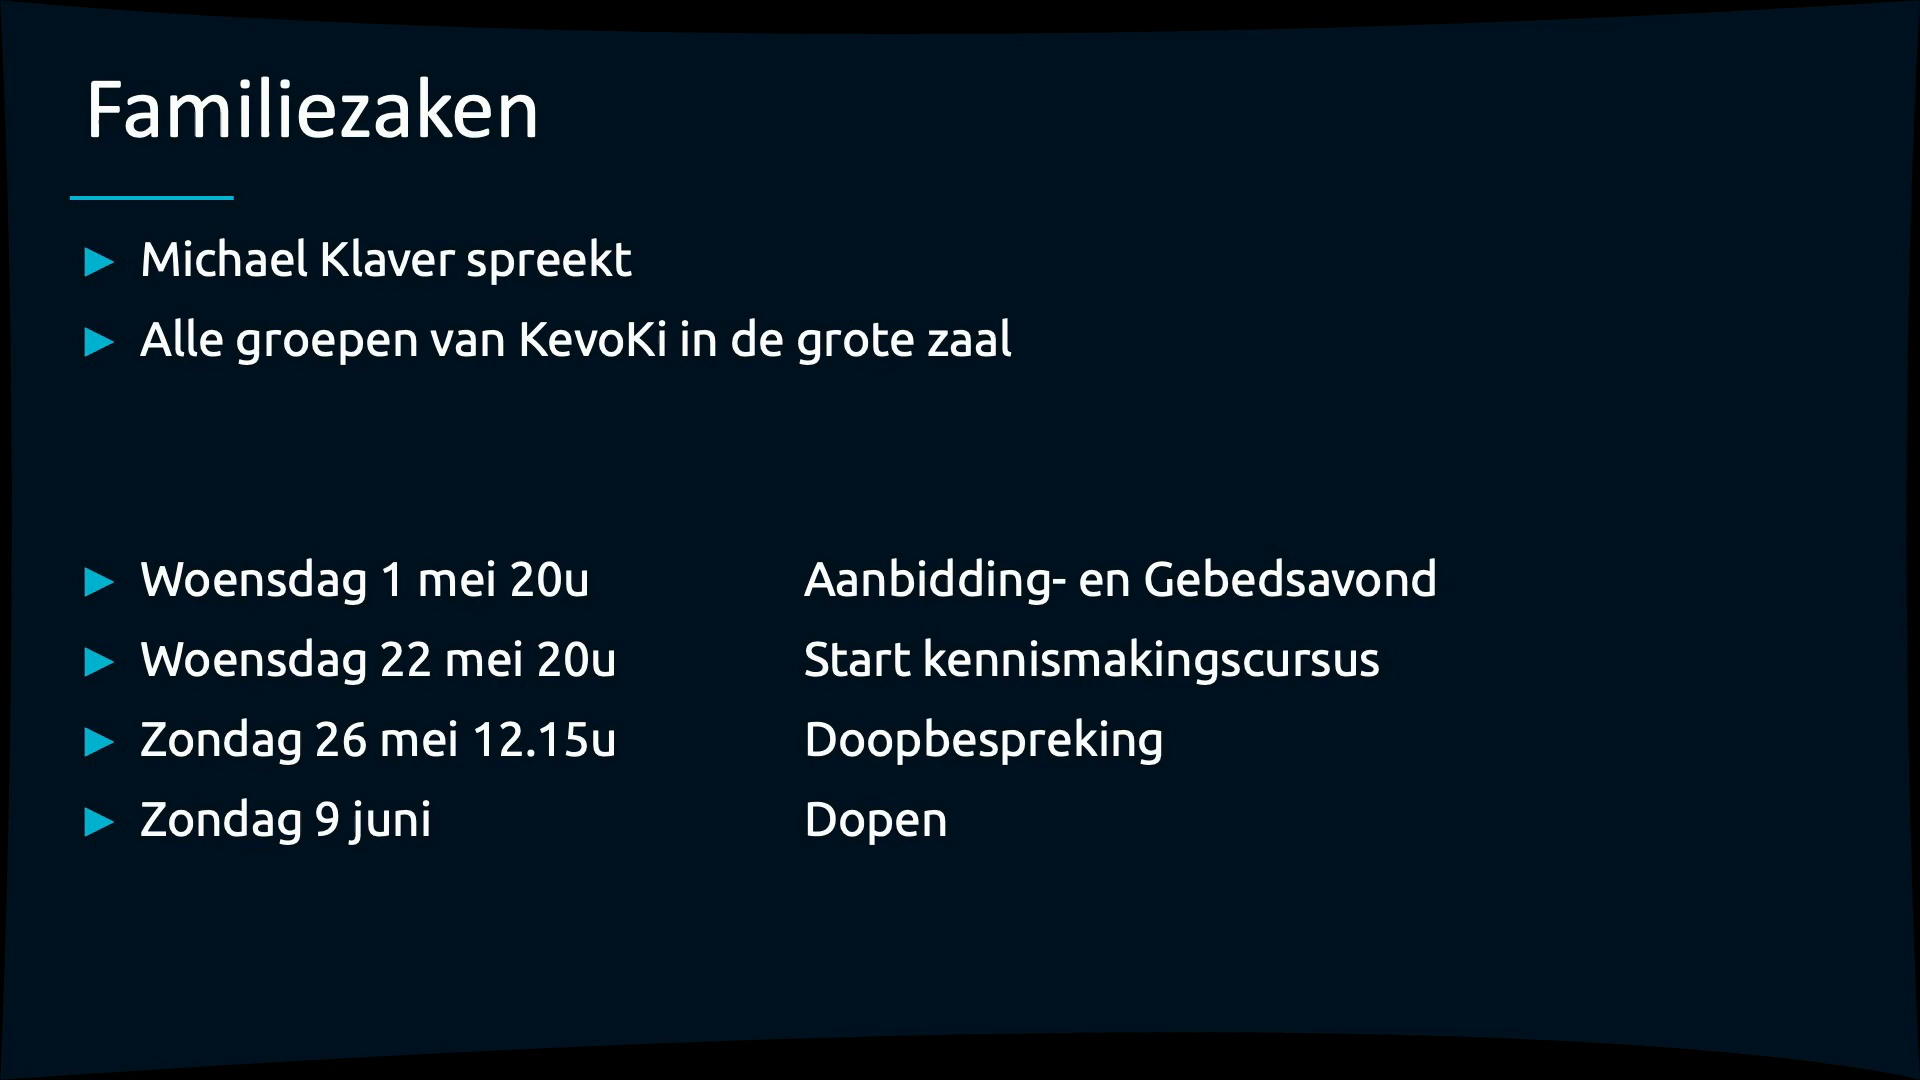 Familiezaken
Michael Klaver spreekt
Alle groepen van KevoKi in de grote zaal
Woensdag 1 mei 20u Aanbidding- en Gebedsavond
Woensdag 22 mei 20u Start kennismakingscursus
Zondag 26 mei 12.15u Doopbespreking
Zondag 9 juni Dopen